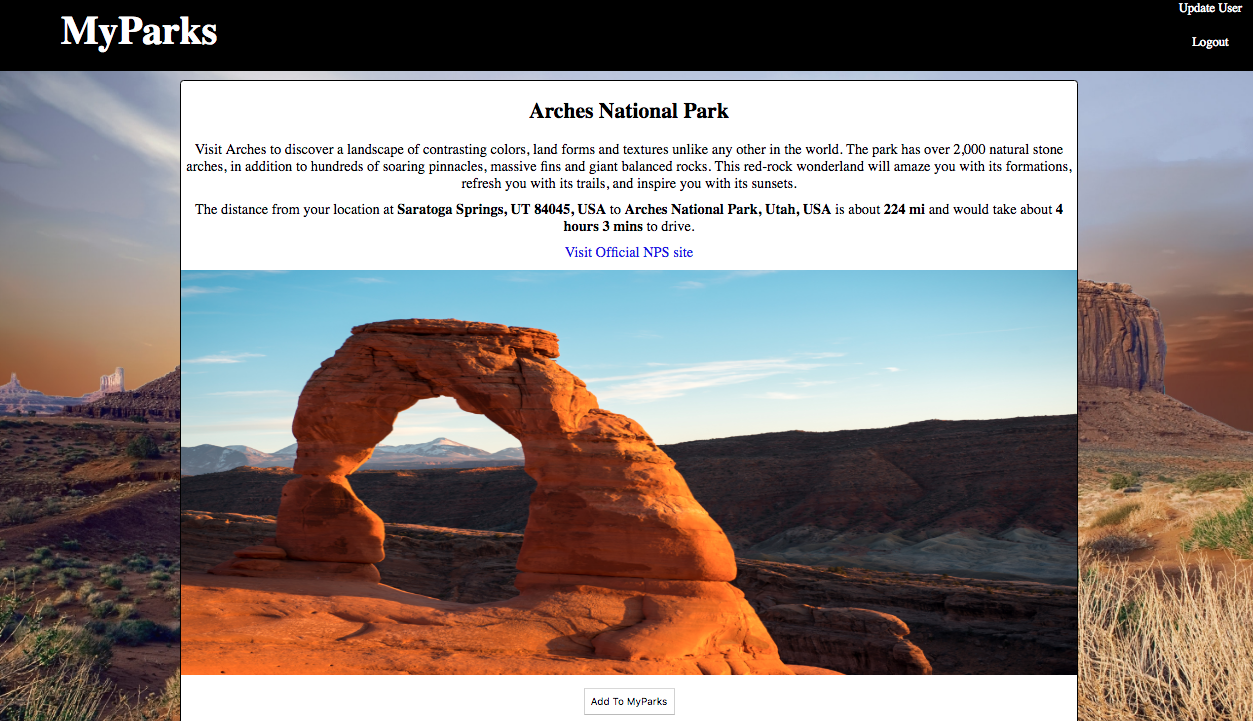 MyParks
Update User
Logout
Arches National Park
Visit Arches to discover a landscape of contrasting colors, land forms and textures unlike any other in the world. The park has over 2,000 natural stone
arches, in addition to hundreds of soaring pinnacles, massive fins and giant balanced rocks. This red-rock wonderland will amaze you with its formations,
refresh you with its trails, and inspire you with its sunsets.
The distance from your location at Saratoga Springs, UT 84045, USA to Arches National Park, Utah, USA is about 224 mi and would take about 4
hours 3 mins to drive.
Visit Official NPS site
Add To MyParks